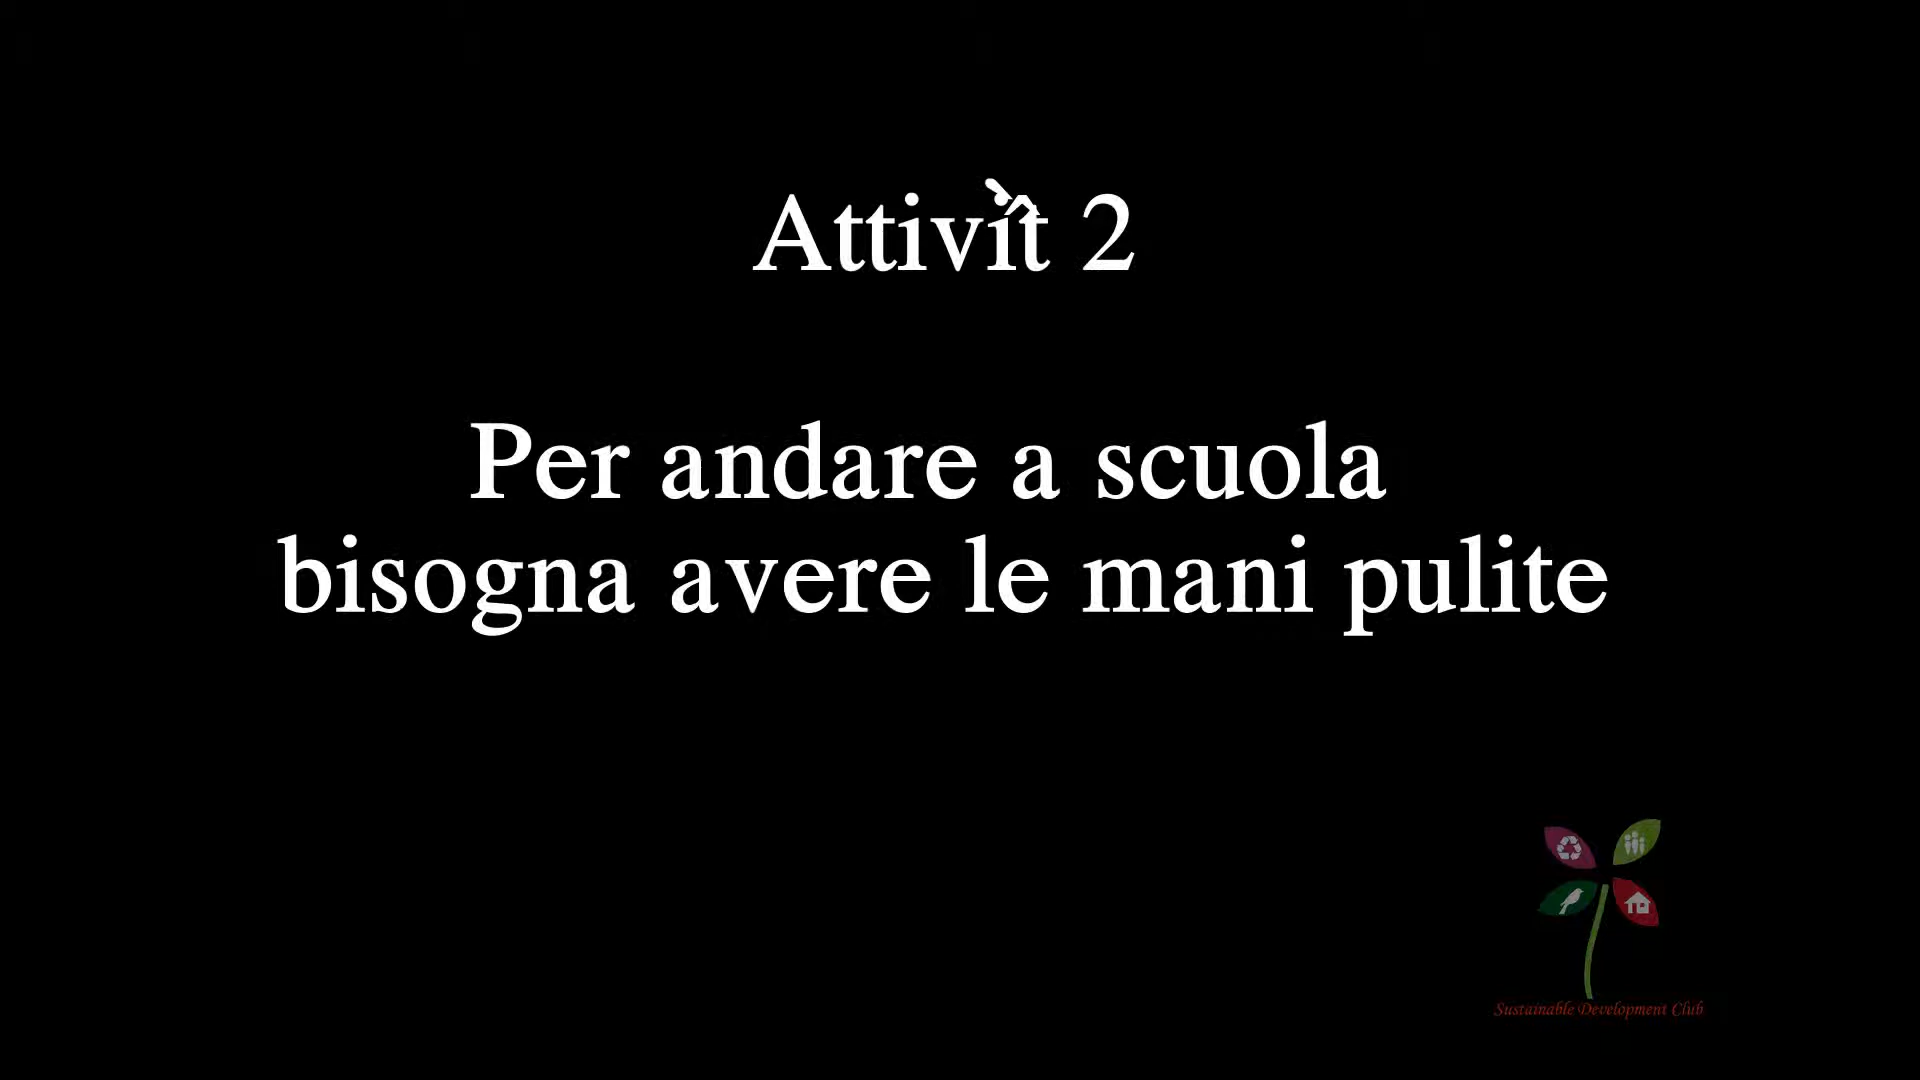 Attivìt̂ 2
Per andare a scuola
bisogna avere le mani pulite
Sustainable Development Club